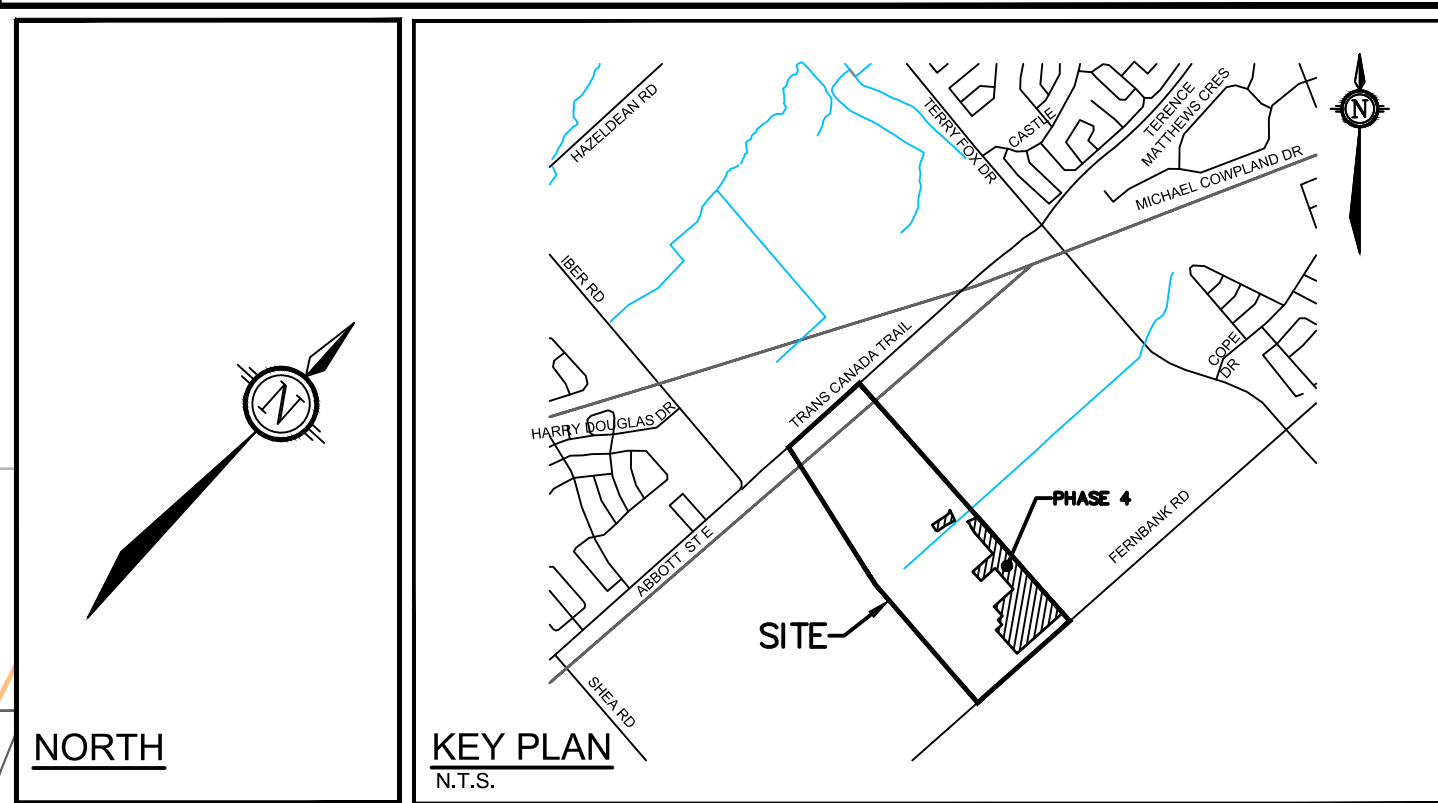 N
NORTH
HAZELDEAN RD
TERRY FOX DR
CASTLE
TERENCE
MATTHEWS CRES
MICHAEL COWPLAND DR
N
IBER RD
TRANS CANADA TRAIL
COPE
DR
HARRY DOUGLAS DR
PHASE 4
FERNBANK RD
ABBOTT ST E
SITE
SHEA RD
KEY PLAN
N.T.S.